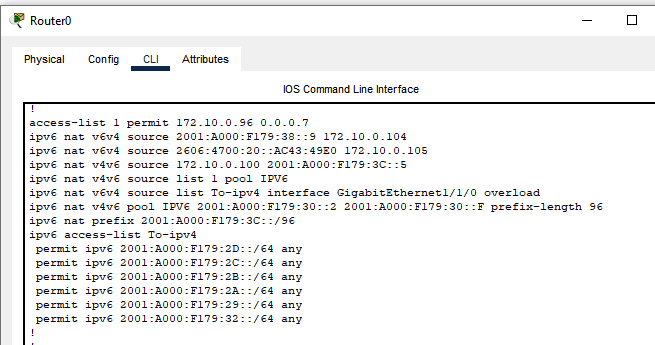 Router0
Physical Config CLI Attributes
IOS Command Line Interface
!
access-list 1 permit 172.10.0.96 0.0.0.7
ipv6 nat v6v4 source 2001:A000:F179:38::9 172.10.0.104
ipv6 nat v6v4 source 2606:4700:20::AC43:49E0 172.10.0.105
ipv6 nat v4v6 source 172.10.0.100 2001:A000:F179:3C::5
ipv6 nat v4v6 source list 1 pool IPV6
ipv6 nat v6v4 source list To-ipv4 interface GigabitEthernet1/1/0 overload
ipv6 nat v4v6 pool IPV6 2001:A000:F179:30::2 2001:A000:F179:30::F prefix-length 96
ipv6 nat prefix 2001:A000:F179:3C::/96
ipv6 access-list To-ipv4
 permit ipv6 2001:A000:F179:2D::/64 any
 permit ipv6 2001:A000:F179:2C::/64 any
 permit ipv6 2001:A000:F179:2B::/64 any
 permit ipv6 2001:A000:F179:2A::/64 any
 permit ipv6 2001:A000:F179:29::/64 any
 permit ipv6 2001:A000:F179:32::/64 any
!
!